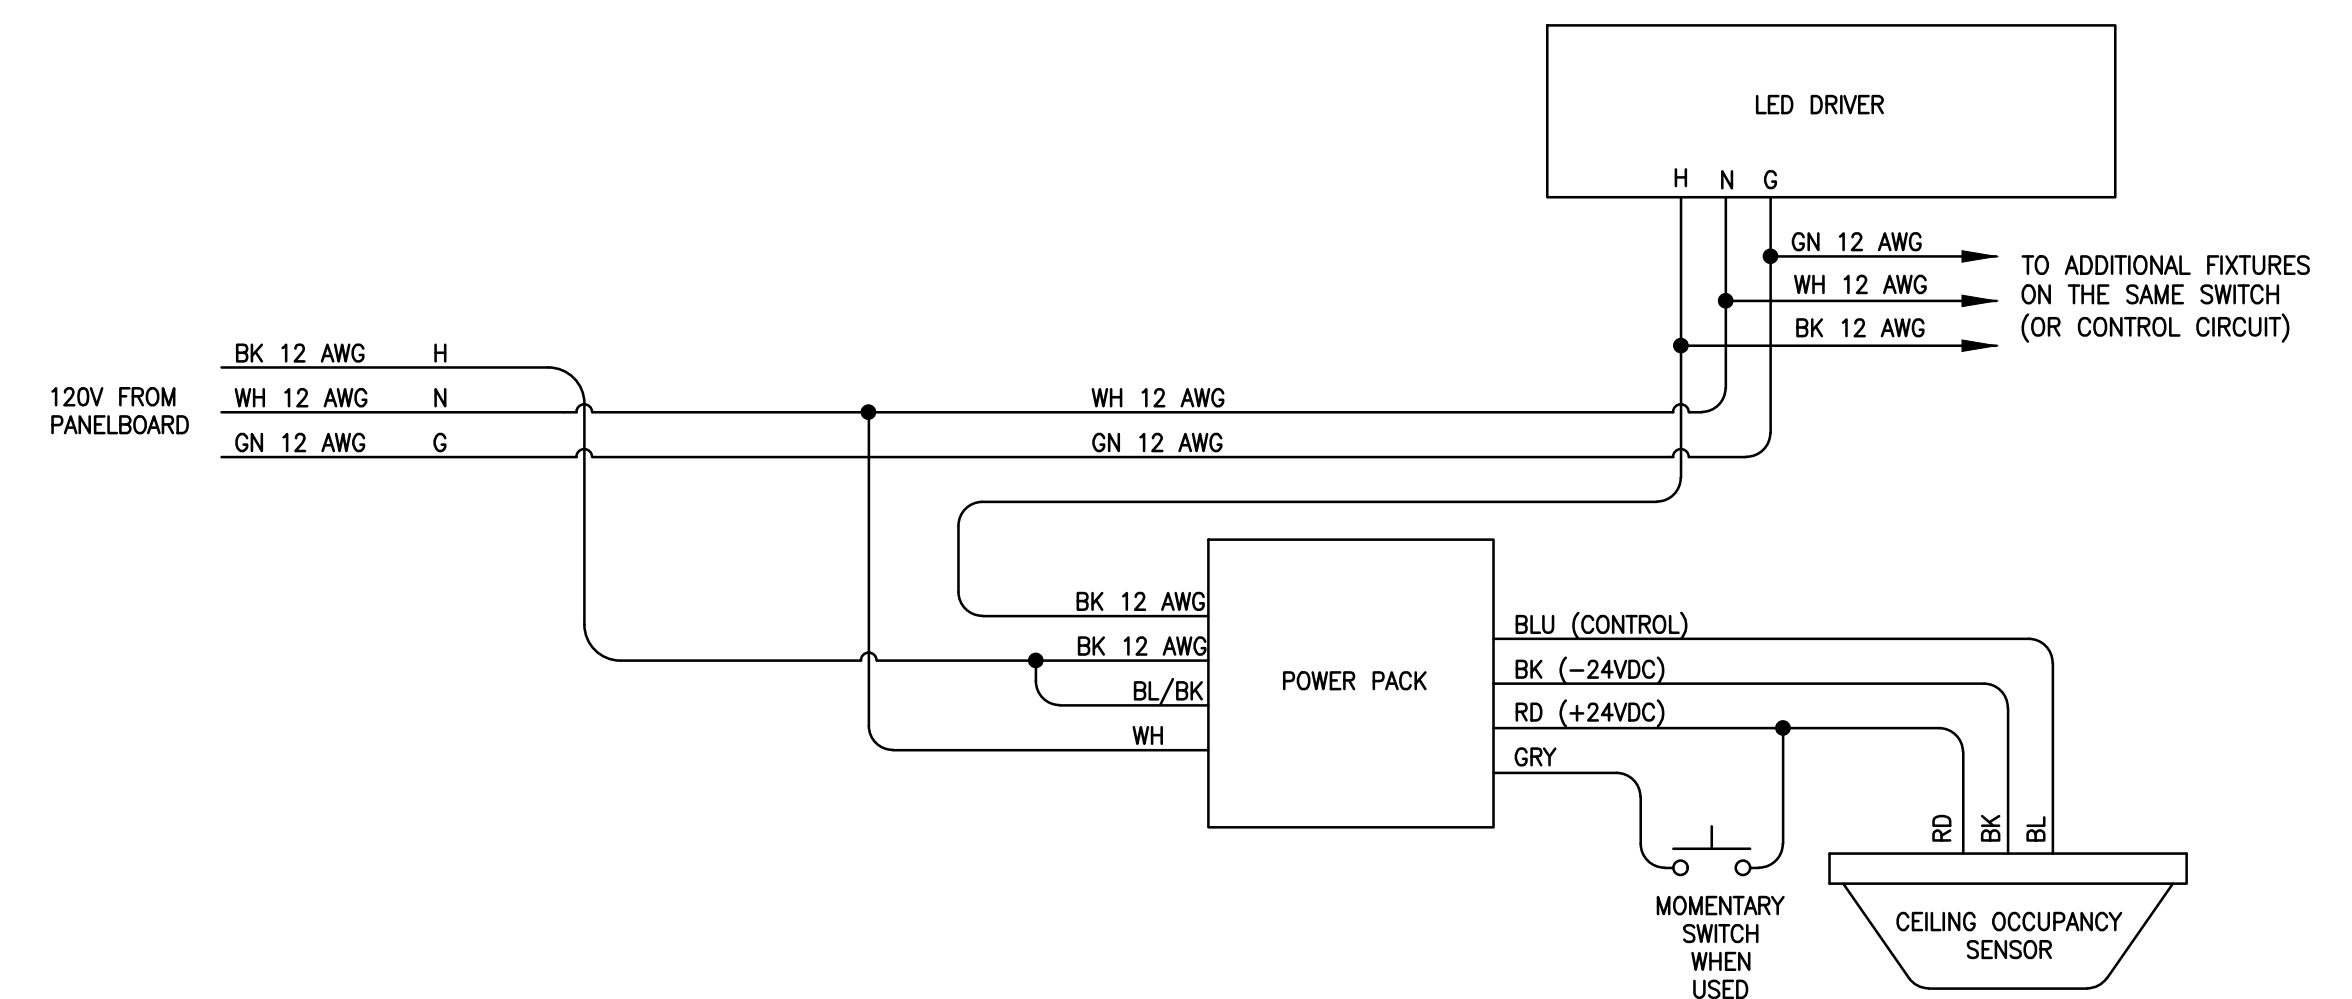 LED DRIVER
H N G
GN 12 AWG
WH 12 AWG
BK 12 AWG
TO ADDITIONAL FIXTURES
ON THE SAME SWITCH
(OR CONTROL CIRCUIT)
120V FROM
PANELBOARD
BK 12 AWG H
WH 12 AWG N
GN 12 AWG G
WH 12 AWG
GN 12 AWG
BK 12 AWG
BK 12 AWG
BL/BK
WH
POWER PACK
BLU (CONTROL)
BK (-24VDC)
RD (+24VDC)
GRY
RD
BK
BL
MOMENTARY
SWITCH
WHEN
USED
CEILING OCCUPANCY
SENSOR